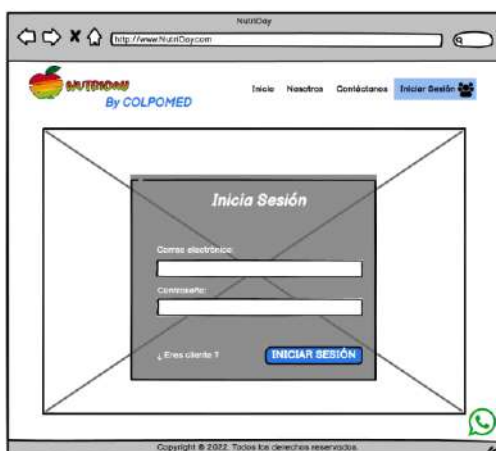 NutriDay
http://www.NutriDay.com
NUTRIDAY
By COLPOMED
Inicio Nosotros Contáctanos Iniciar Sesión
Inicia Sesión
Correo electrónico:
Contraseña:
¿Eres cliente ?
INICIAR SESIÓN
Copyright © 2022. Todos los derechos reservados.